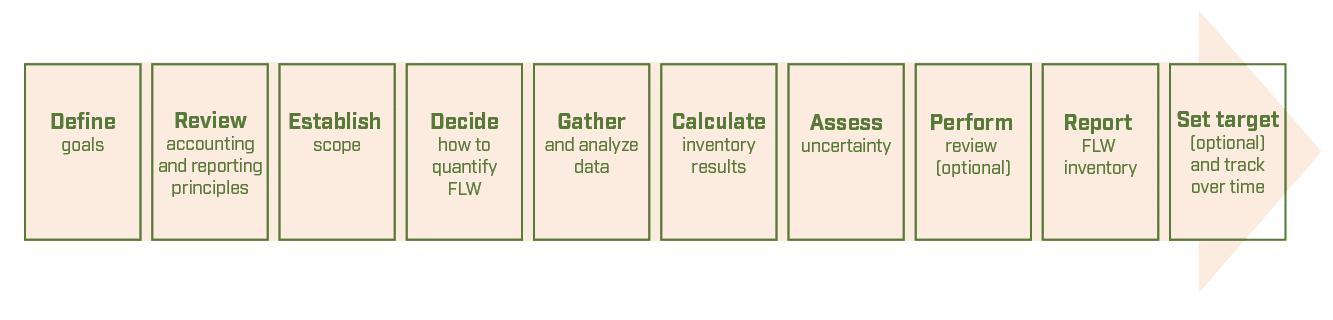 Define
goals
Review
accounting
and reporting
principles
Establish
scope
Decide
how to
quantify
FLW
Gather
and analyze
data
Calculate
inventory
results
Assess
uncertainty
Perform
review
(optional)
Report
FLW
inventory
Set target
(optional)
and track
over time